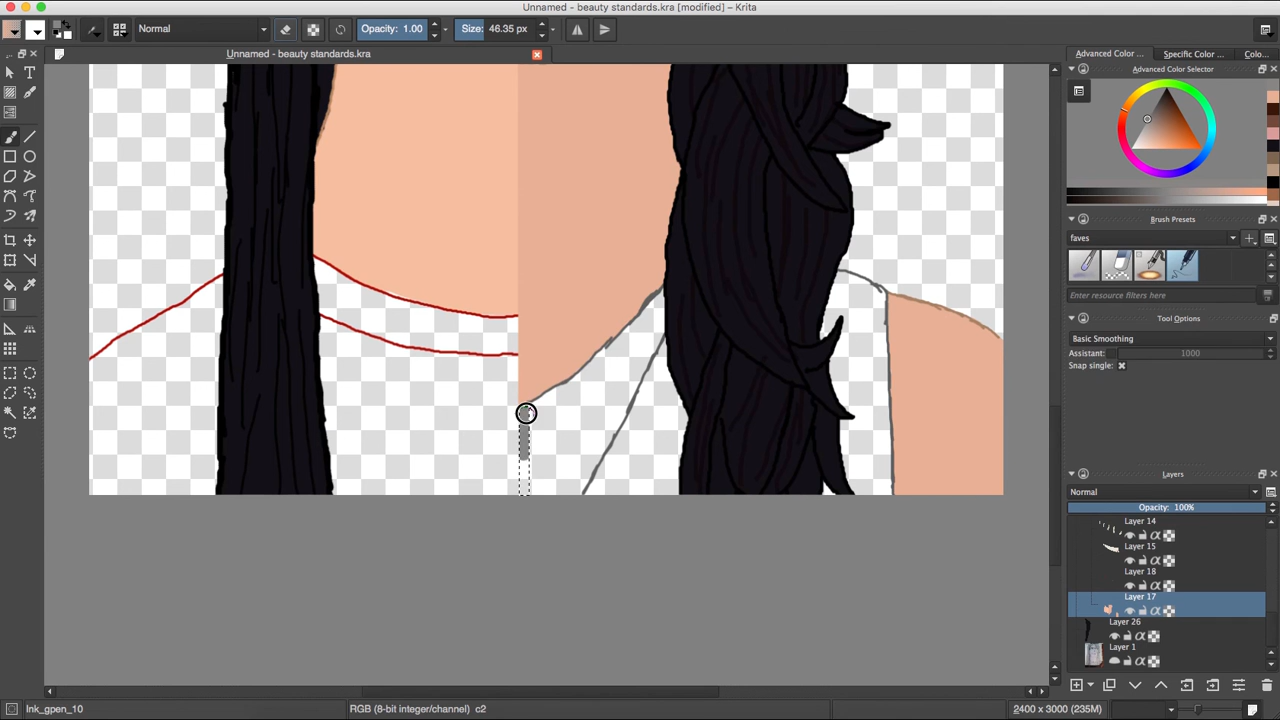 Unnamed - beauty standards.kra [modified] – Krita
Normal
Opacity: 1.00
Size: 46.35 px
Unnamed - beauty standards.kra
Advanced Color ...
Specific Color ...
Colo...
Advanced Color Selector
Brush Presets
faves
Enter resource filters here
Tool Options
Basic Smoothing
Assistant:
1000
Snap single:
Layers
Normal
Opacity: 100%
Layer 14
Layer 15
Layer 18
Layer 17
Layer 26
Layer 1
Ink_gpen_10
RGB (8-bit integer/channel) c2
2400 x 3000 (235M)